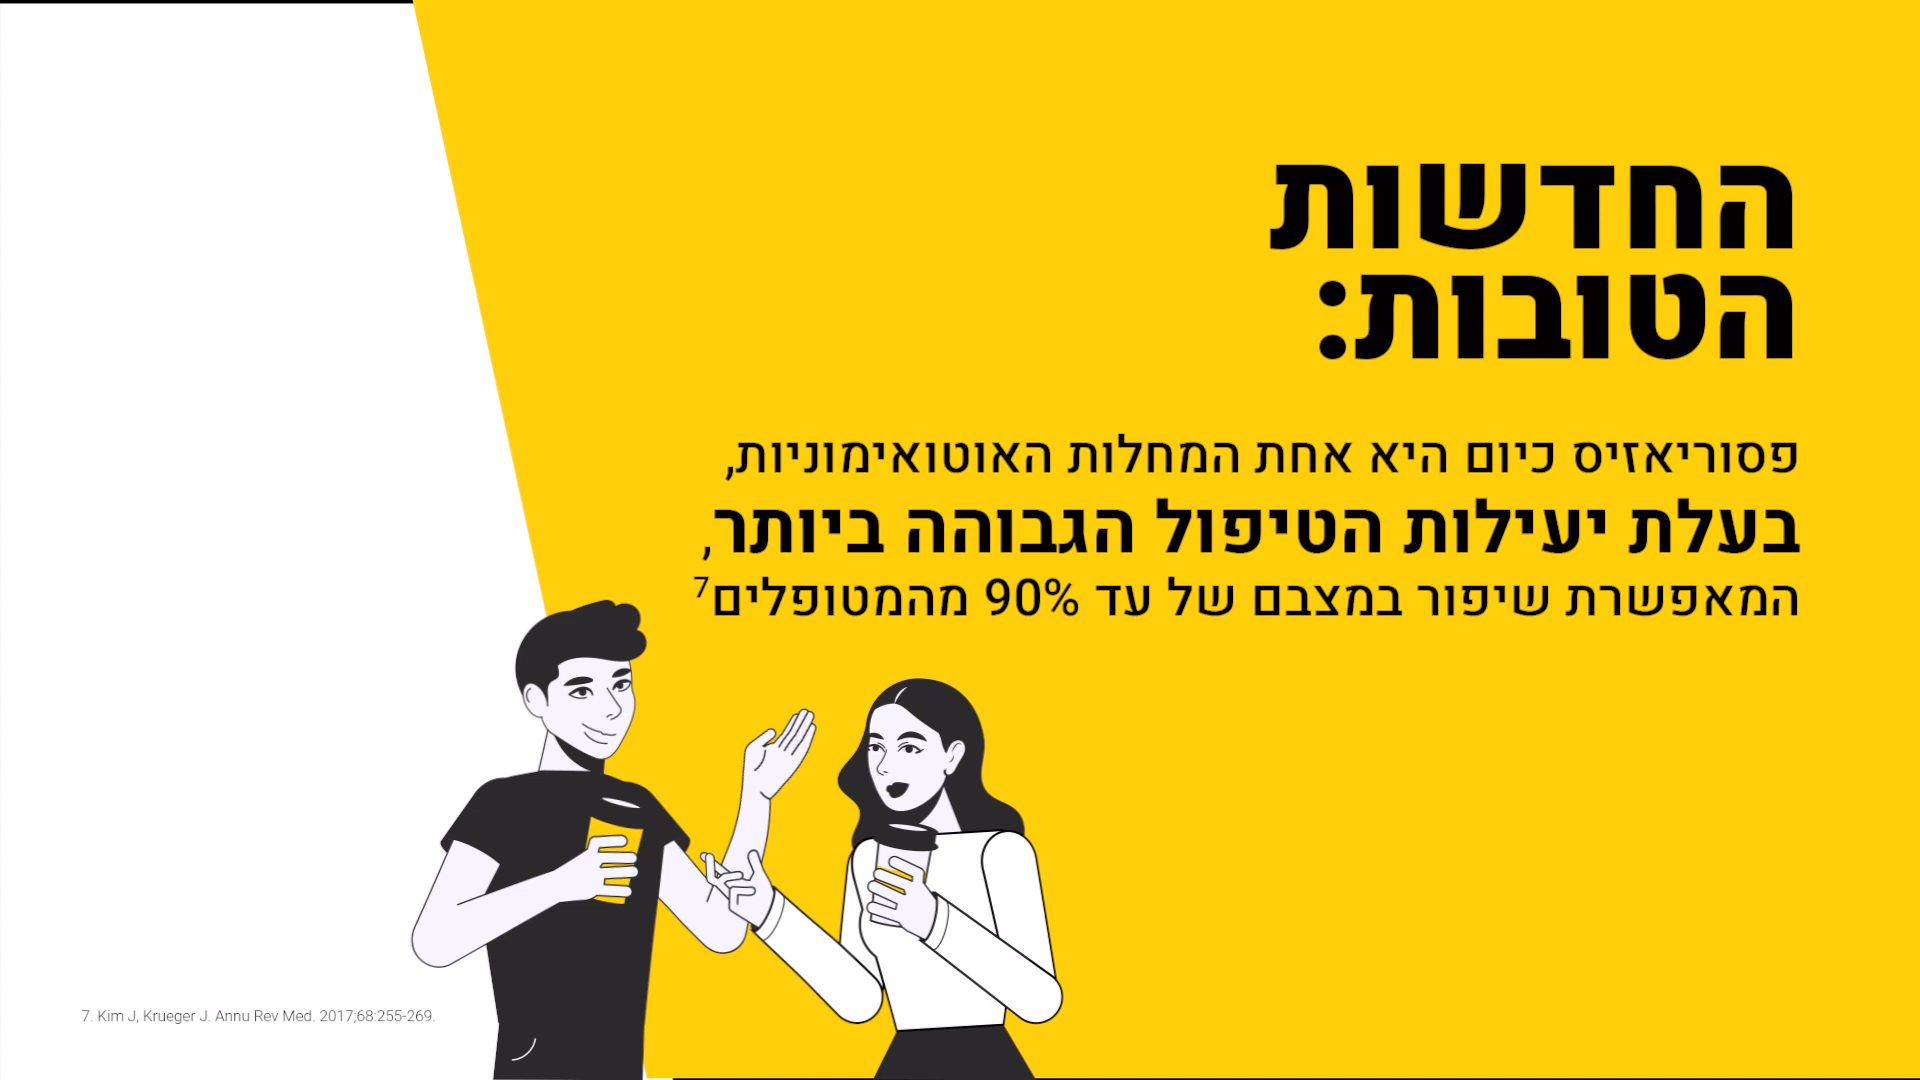 החדשות
הטובות:
פסוריאזיס כיום היא אחת המחלות האוטואימוניות,
בעלת יעילות הטיפול הגבוהה ביותר,
המאפשרת שיפור במצבם של עד 90% מהמטופלים⁷
7. Kim J, Krueger J. Annu Rev Med. 2017;68:255-269.